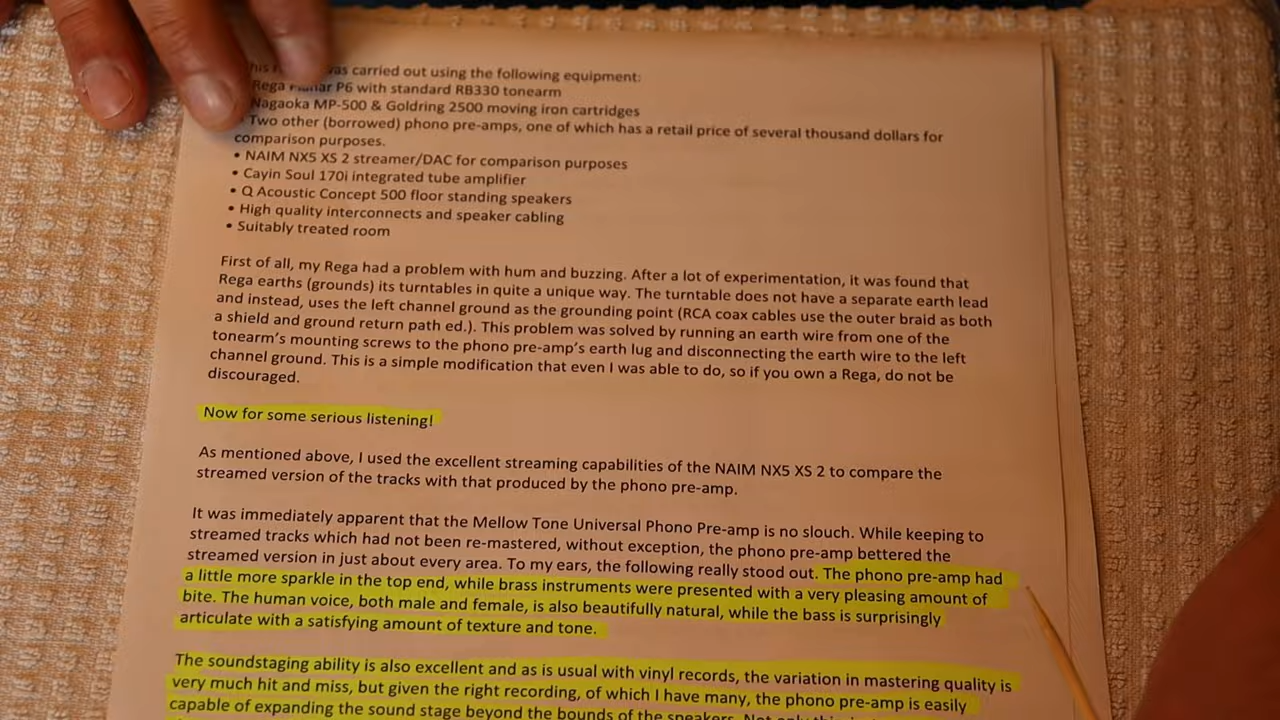 was carried out using the following equipment:
Rega Planar P6 with standard RB330 tonearm
Nagaoka MP-500 & Goldring 2500 moving iron cartridges
Two other (borrowed) phono pre-amps, one of which has a retail price of several thousand dollars for
comparison purposes.
• NAIM NX5 XS 2 streamer/DAC for comparison purposes
• Cayin Soul 170i integrated tube amplifier
• Q Acoustic Concept 500 floor standing speakers
• High quality interconnects and speaker cabling
• Suitably treated room
First of all, my Rega had a problem with hum and buzzing. After a lot of experimentation, it was found that
Rega earths (grounds) its turntables in quite a unique way. The turntable does not have a separate earth lead
and instead, uses the left channel ground as the grounding point (RCA coax cables use the outer braid as both
a shield and ground return path ed.). This problem was solved by running an earth wire from one of the
tonearm's mounting screws to the phono pre-amp's earth lug and disconnecting the earth wire to the left
channel ground. This is a simple modification that even I was able to do, so if you own a Rega, do not be
discouraged.
Now for some serious listening!
As mentioned above, I used the excellent streaming capabilities of the NAIM NX5 XS 2 to compare the
streamed version of the tracks with that produced by the phono pre-amp.
It was immediately apparent that the Mellow Tone Universal Phono Pre-amp is no slouch. While keeping to
streamed tracks which had not been re-mastered, without exception, the phono pre-amp bettered the
streamed version in just about every area. To my ears, the following really stood out. The phono pre-amp had
a little more sparkle in the top end, while brass instruments were presented with a very pleasing amount of
bite. The human voice, both male and female, is also beautifully natural, while the bass is surprisingly
articulate with a satisfying amount of texture and tone.
The soundstaging ability is also excellent and as is usual with vinyl records, the variation in mastering quality is
very much hit and miss, but given the right recording, of which I have many, the phono pre-amp is easily
capable of expanding the sound stage beyond the bounds of the speakers. Not only this